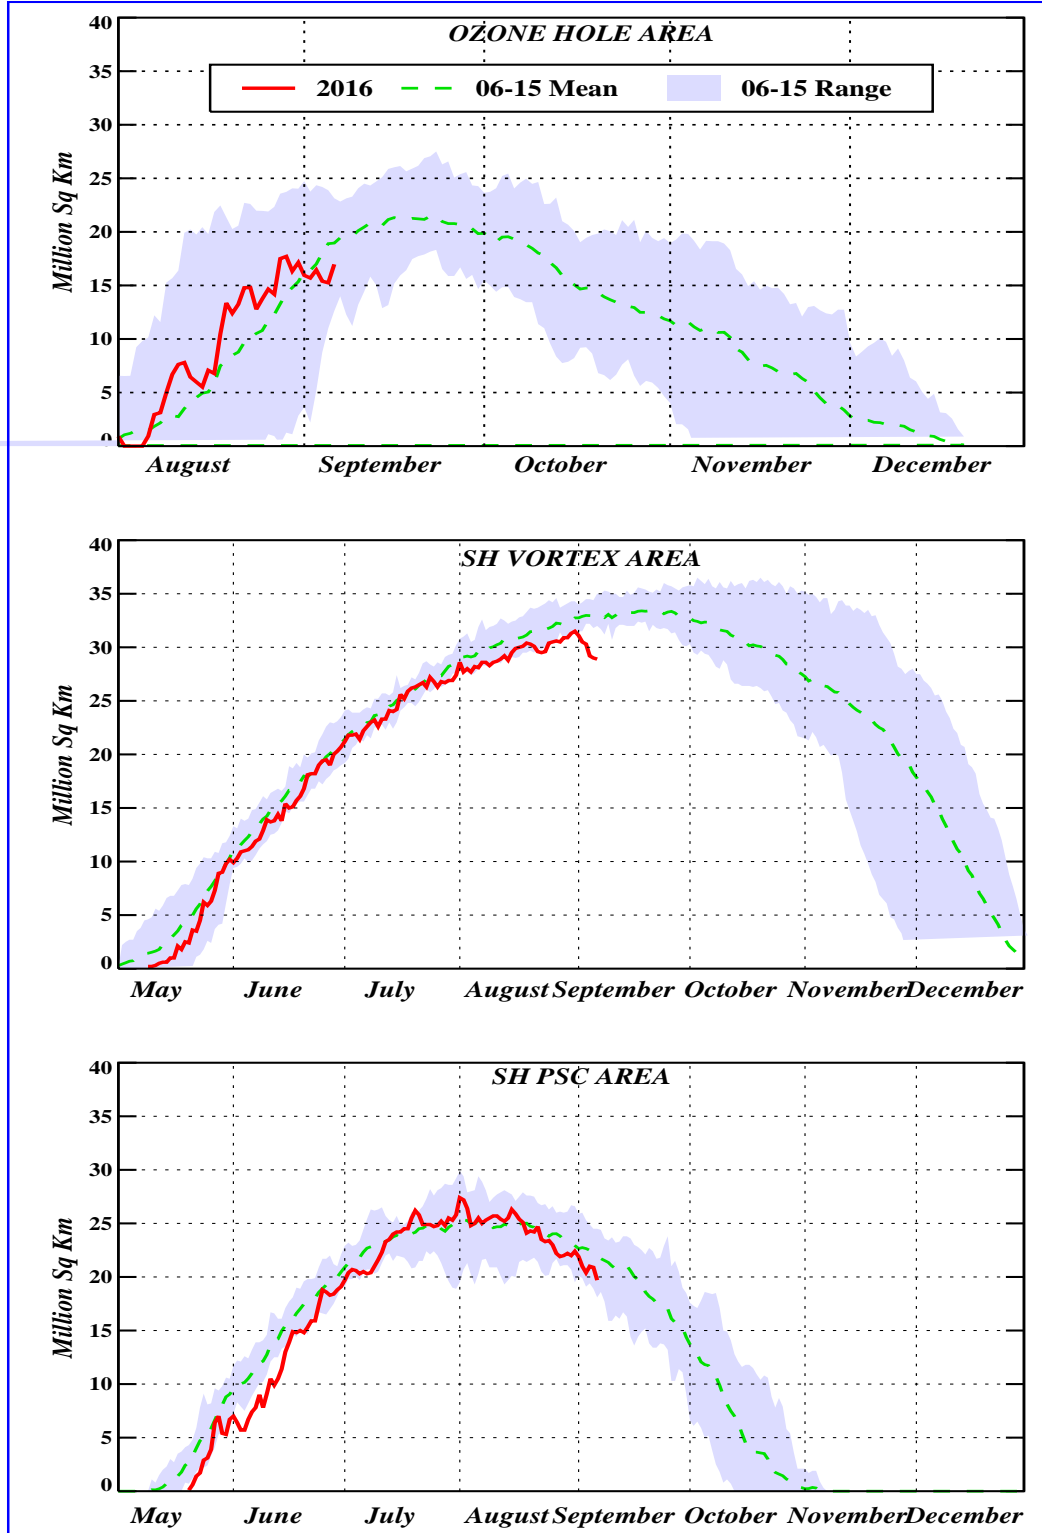 OZONE HOLE AREA
2016 06-15 Mean 06-15 Range
40
35
30
25
20
15
10
5
0
Million Sq Km
August September October November December
SH VORTEX AREA
40
35
30
25
20
15
10
5
0
Million Sq Km
May June July August September October November December
SH PSC AREA
40
35
30
25
20
15
10
5
0
Million Sq Km
May June July August September October November December